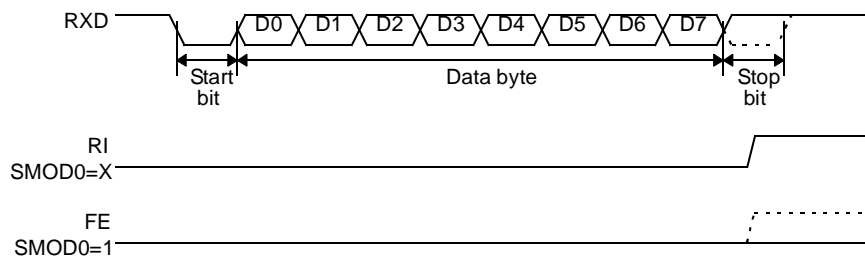 RXD
D0 D1 D2 D3 D4 D5 D6 D7
Start
bit
Data byte
Stop
bit
RI
SMOD0=X
FE
SMOD0=1